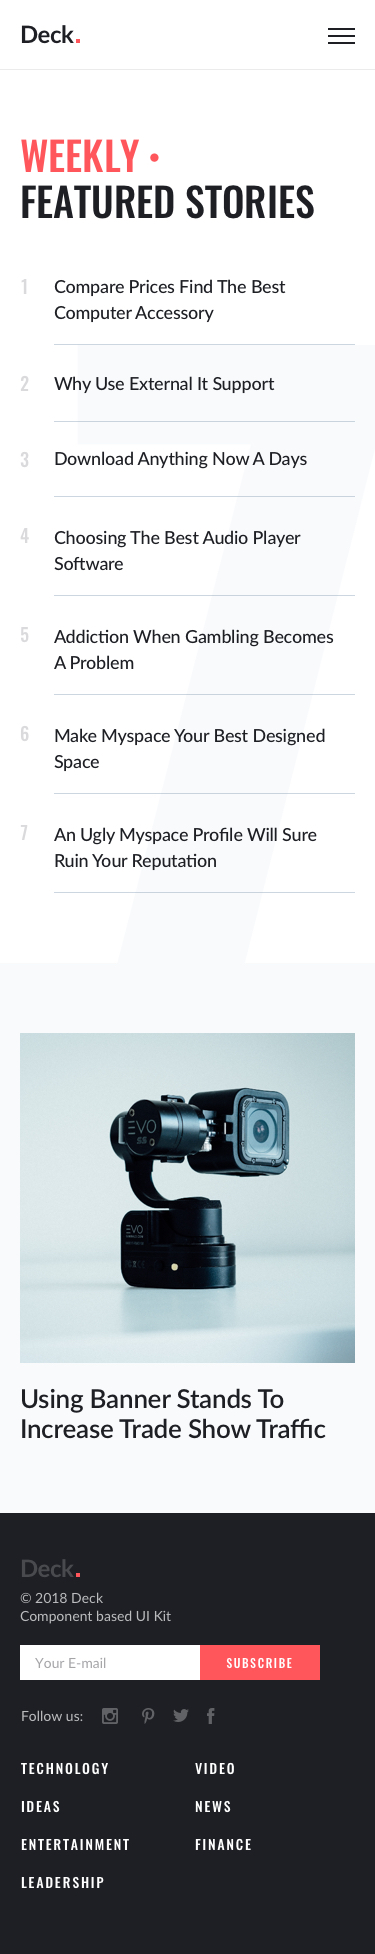 Deck.
WEEKLY •
FEATURED STORIES
1 Compare Prices Find The Best
Computer Accessory
2 Why Use External It Support
3 Download Anything Now A Days
4 Choosing The Best Audio Player
Software
5 Addiction When Gambling Becomes
A Problem
6 Make Myspace Your Best Designed
Space
7 An Ugly Myspace Profile Will Sure
Ruin Your Reputation
7
EVO
SS
EVO
Using Banner Stands To
Increase Trade Show Traffic
Deck.
© 2018 Deck
Component based UI Kit
Your E-mail SUBSCRIBE
Follow us:
TECHNOLOGY VIDEO
IDEAS NEWS
ENTERTAINMENT FINANCE
LEADERSHIP